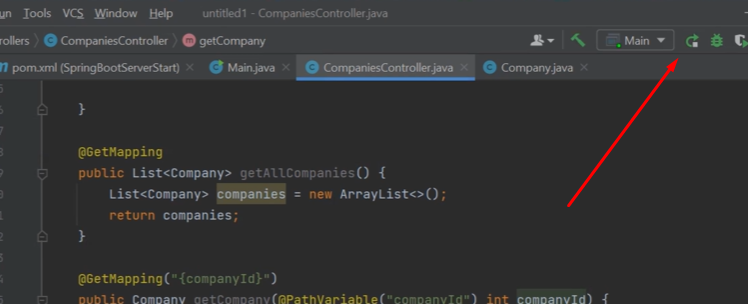 un Tools VCS Window Help untitled1 - CompaniesController.java
rollers CompaniesController getCompany Main
pom.xml (SpringBootServerStart) Main.java CompaniesController.java Company.java
}
@GetMapping
public List<Company> getAllCompanies() {
List<Company> companies = new ArrayList<>();
return companies;
}
@GetMapping("{companyId}")
public Company getCompany(@PathVariable("companyId") int companyId) {